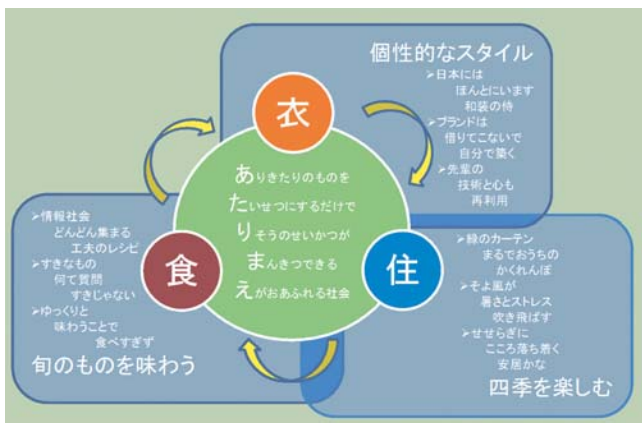 個性的なスタイル
➢日本には
ほんとにいます
和装の侍
➢ブランドは
借りてこないで
自分で築く
➢先輩の
技術と心も
再利用
衣
ありきたりのものを
たいせつにするだけで
りそうのせいかつが
まんきつできる
えがおあふれる社会
食
住
➢情報社会
どんどん集まる
工夫のレシピ
➢すきなもの
何て質問
すきじゃない
➢ゆっくりと
味わうことで
食べすぎず
旬のものを味わう
➢緑のカーテン
まるでおうちの
かくれんぼ
➢そよ風が
暑さとストレス
吹き飛ばす
➢せせらぎに
こころ落ち着く
安居かな
四季を楽しむ